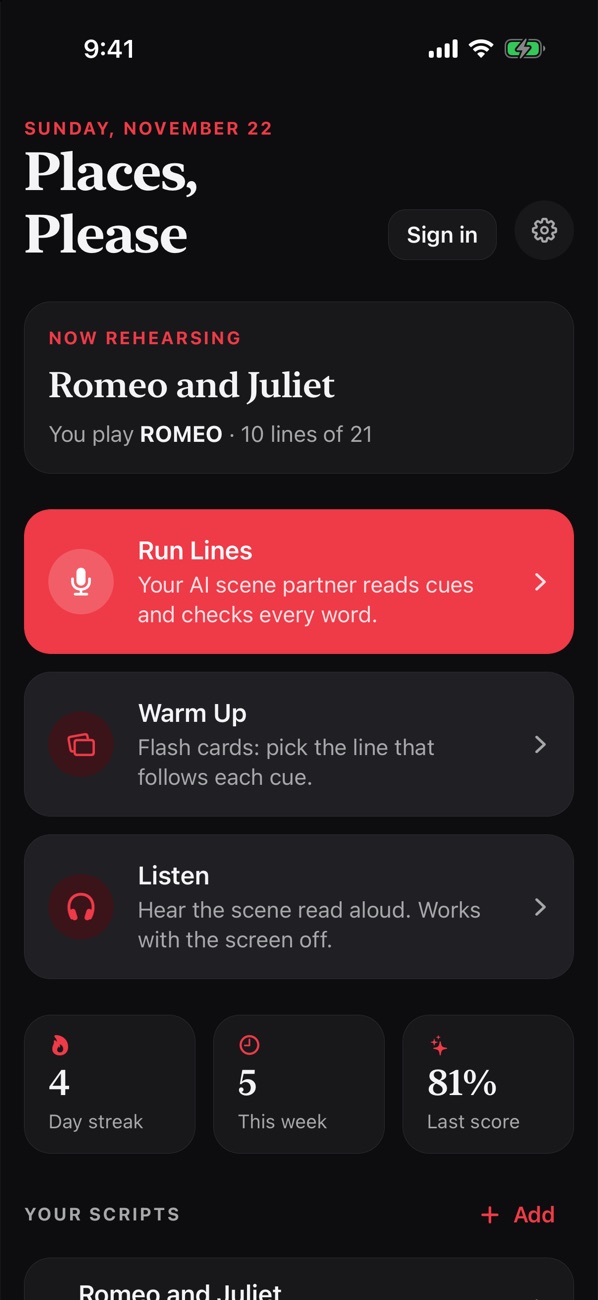 9:41
SUNDAY, NOVEMBER 22
Places,
Please
Sign in
NOW REHEARSING
Romeo and Juliet
You play ROMEO · 10 lines of 21
Run Lines
Your AI scene partner reads cues
and checks every word.
Warm Up
Flash cards: pick the line that
follows each cue.
Listen
Hear the scene read aloud. Works
with the screen off.
4
Day streak
5
This week
81%
Last score
YOUR SCRIPTS
+ Add
Romeo and Juliet